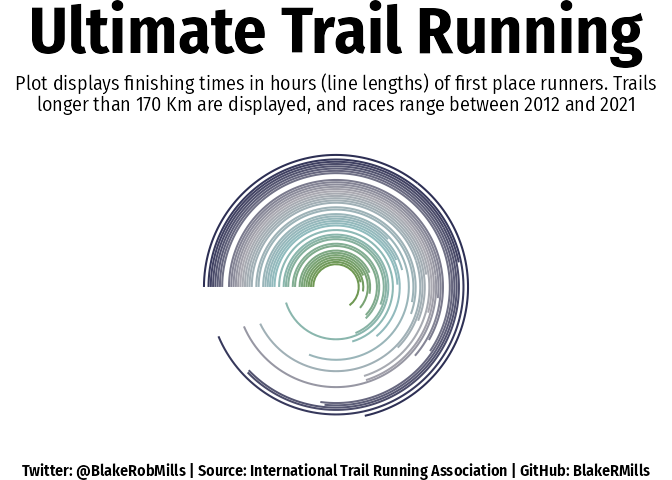 Ultimate Trail Running
Plot displays finishing times in hours (line lengths) of first place runners. Trails
longer than 170 Km are displayed, and races range between 2012 and 2021
Twitter: @BlakeRobMills | Source: International Trail Running Association | GitHub: BlakeRMills